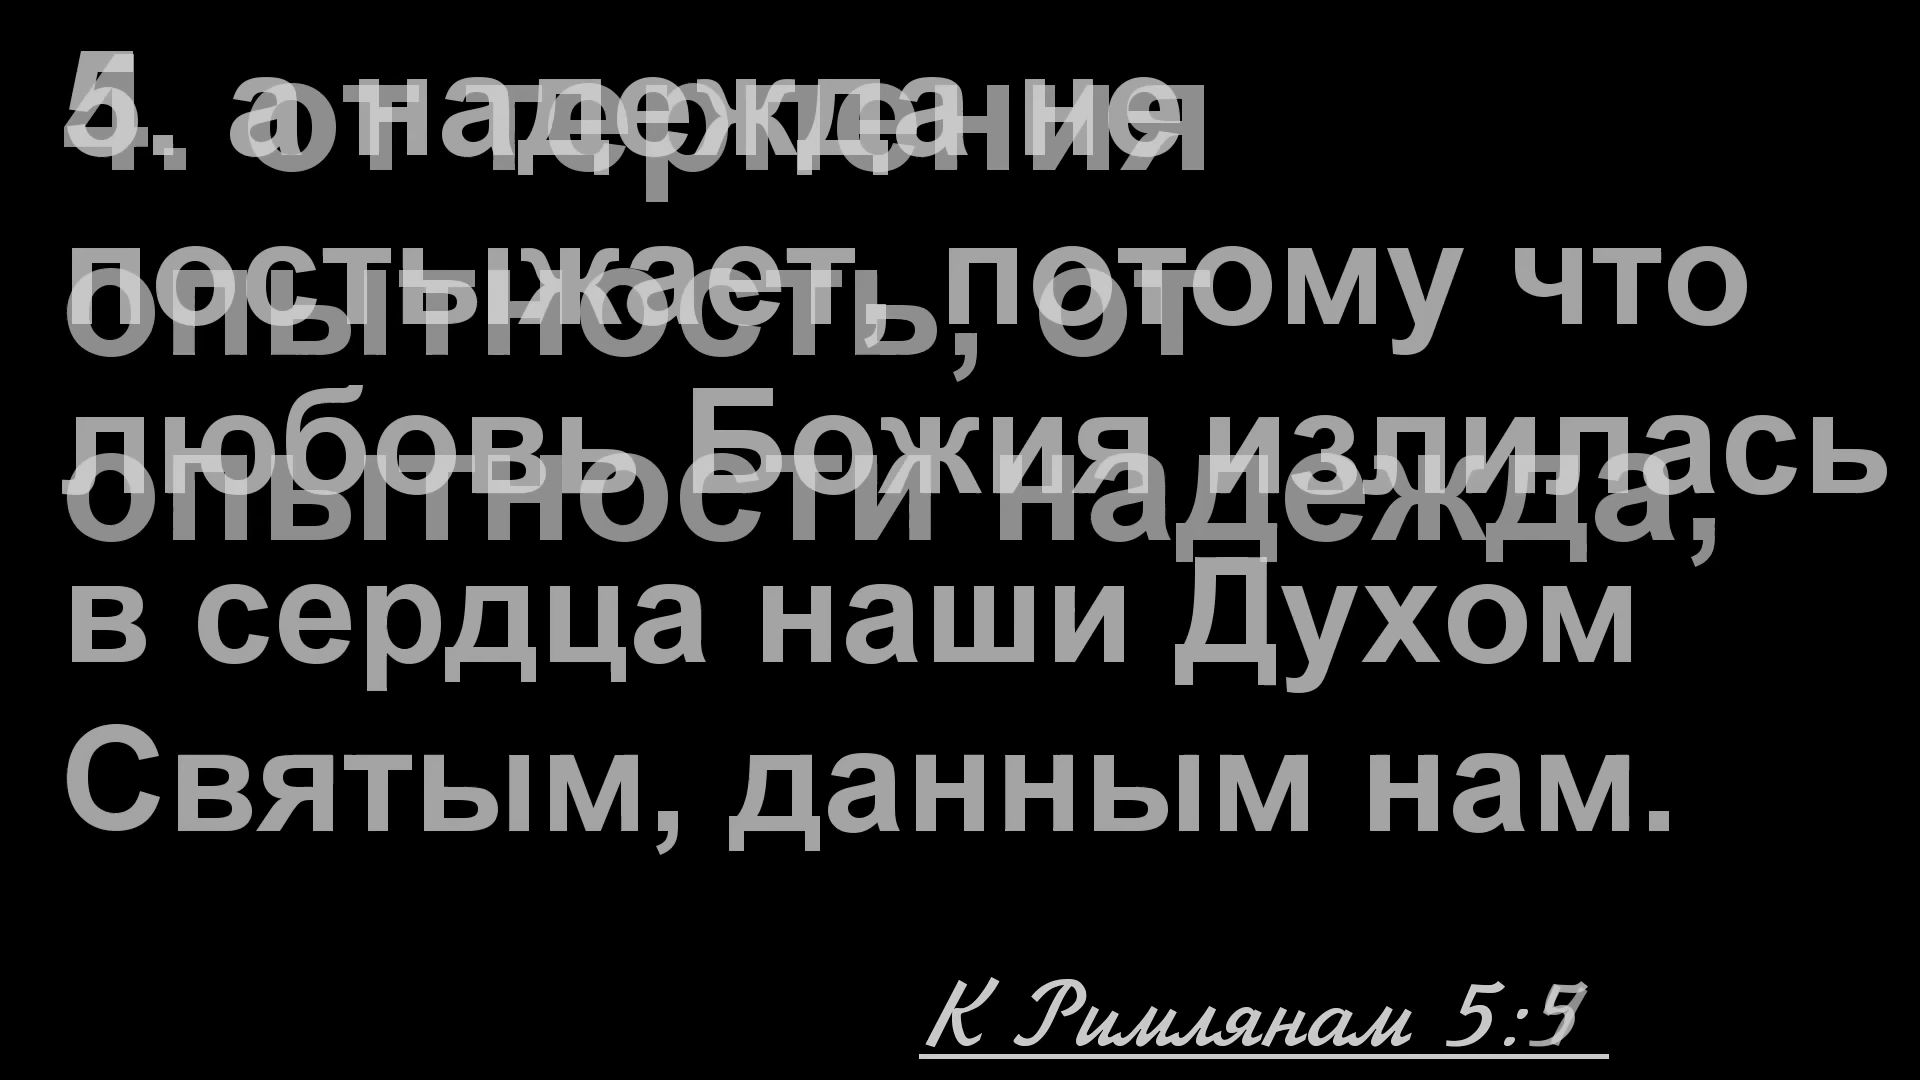 5. а надежда не
постыжает, потому что
любовь Божия излилась
в сердца наши Духом
Святым, данным нам.
4. от терпения
опытность, от
опытности надежда,
К Римлянам 5:5